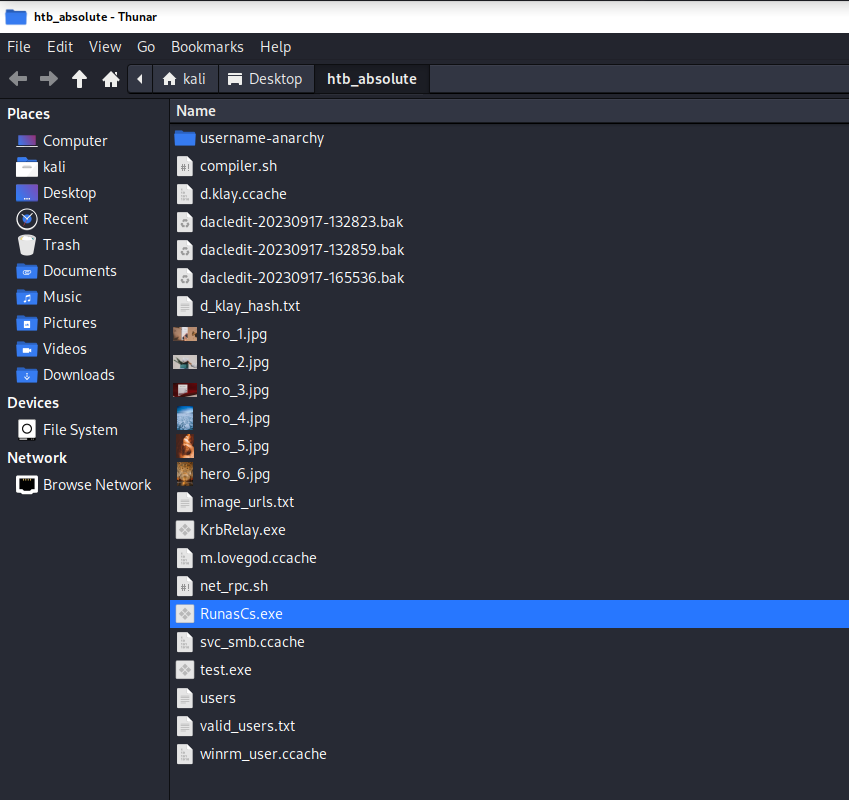 htb_absolute - Thunar
File Edit View Go Bookmarks Help
kali Desktop htb_absolute
Places
Computer
kali
Desktop
Recent
Trash
Documents
Music
Pictures
Videos
Downloads
Devices
File System
Network
Browse Network
Name
username-anarchy
compiler.sh
d.klay.ccache
dacledit-20230917-132823.bak
dacledit-20230917-132859.bak
dacledit-20230917-165536.bak
d_klay_hash.txt
hero_1.jpg
hero_2.jpg
hero_3.jpg
hero_4.jpg
hero_5.jpg
hero_6.jpg
image_urls.txt
KrbRelay.exe
m.lovegod.ccache
net_rpc.sh
RunasCs.exe
svc_smb.ccache
test.exe
users
valid_users.txt
winrm_user.ccache